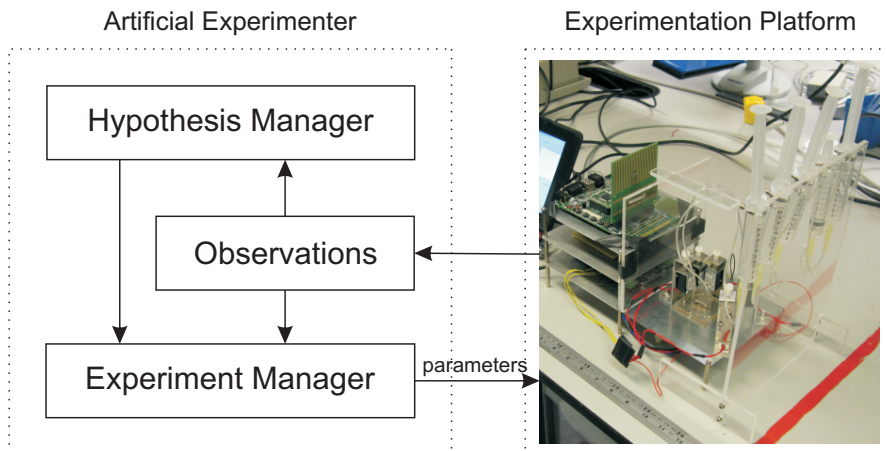 Artificial Experimenter
Experimentation Platform
Hypothesis Manager
Observations
Experiment Manager
parameters